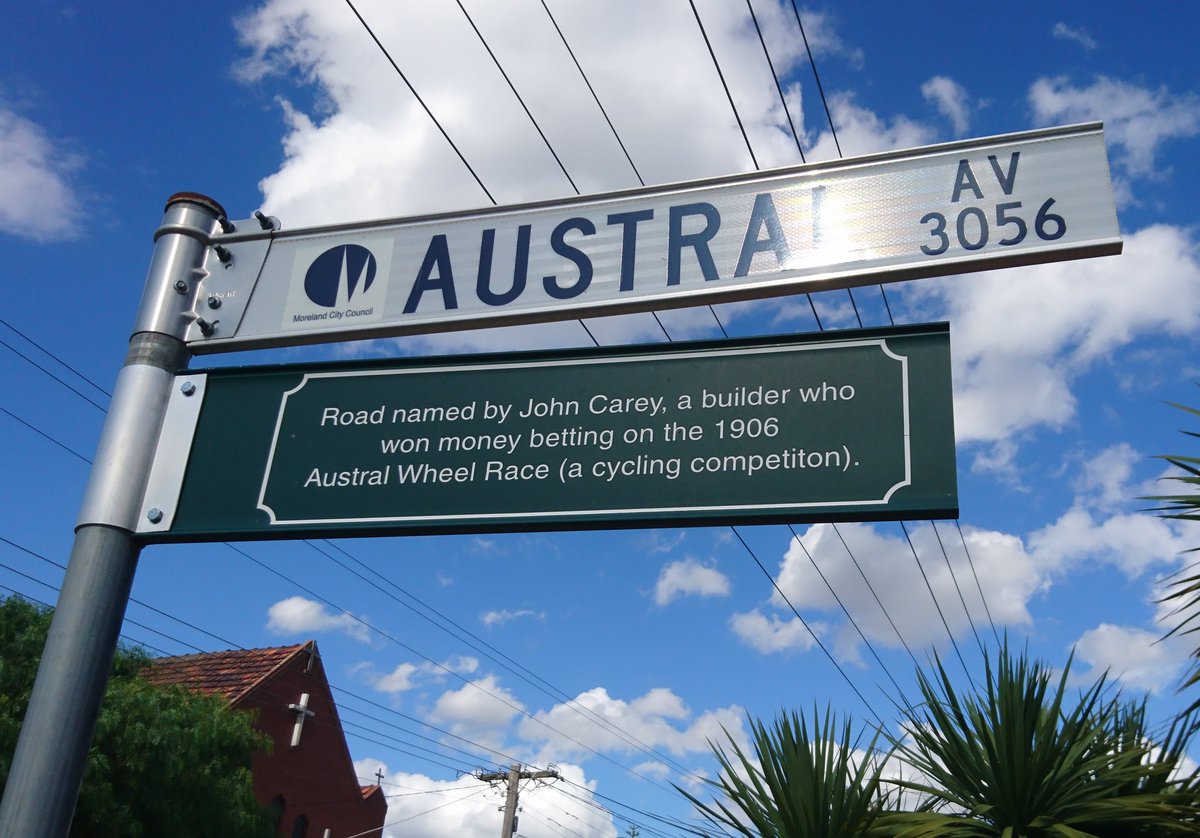 Moreland City Council
AUSTRAL AV
3056
Road named by John Carey, a builder who
won money betting on the 1906
Austral Wheel Race (a cycling competiton).